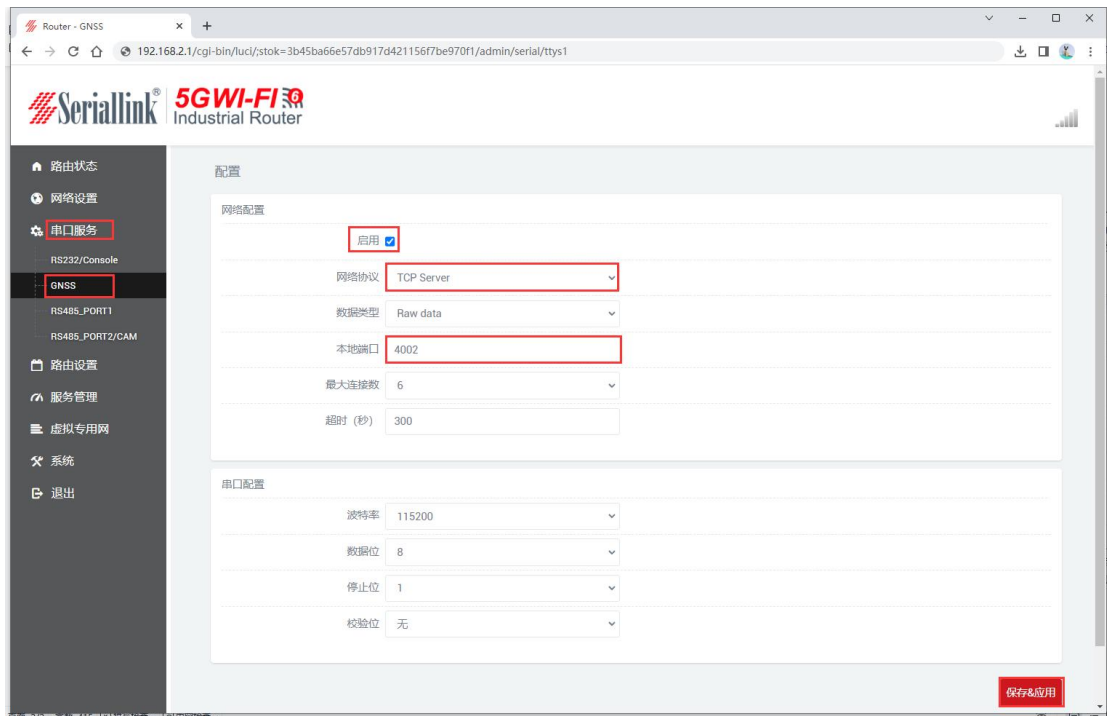 Router - GNSS
192.168.2.1/cgi-bin/luci/;stok=3b45ba66e57db917d421156f7be970f1/admin/serial/ttys1
Seriallink® 5GWI-FI 6
Industrial Router
路由状态
网络设置
串口服务
RS232/Console
GNSS
RS485_PORT1
RS485_PORT2/CAM
路由设置
服务管理
虚拟专用网
系统
退出
配置
网络配置
启用
网络协议 TCP Server
数据类型 Raw data
本地端口 4002
最大连接数 6
超时（秒） 300
串口配置
波特率 115200
数据位 8
停止位 1
校验位 无
保存&应用